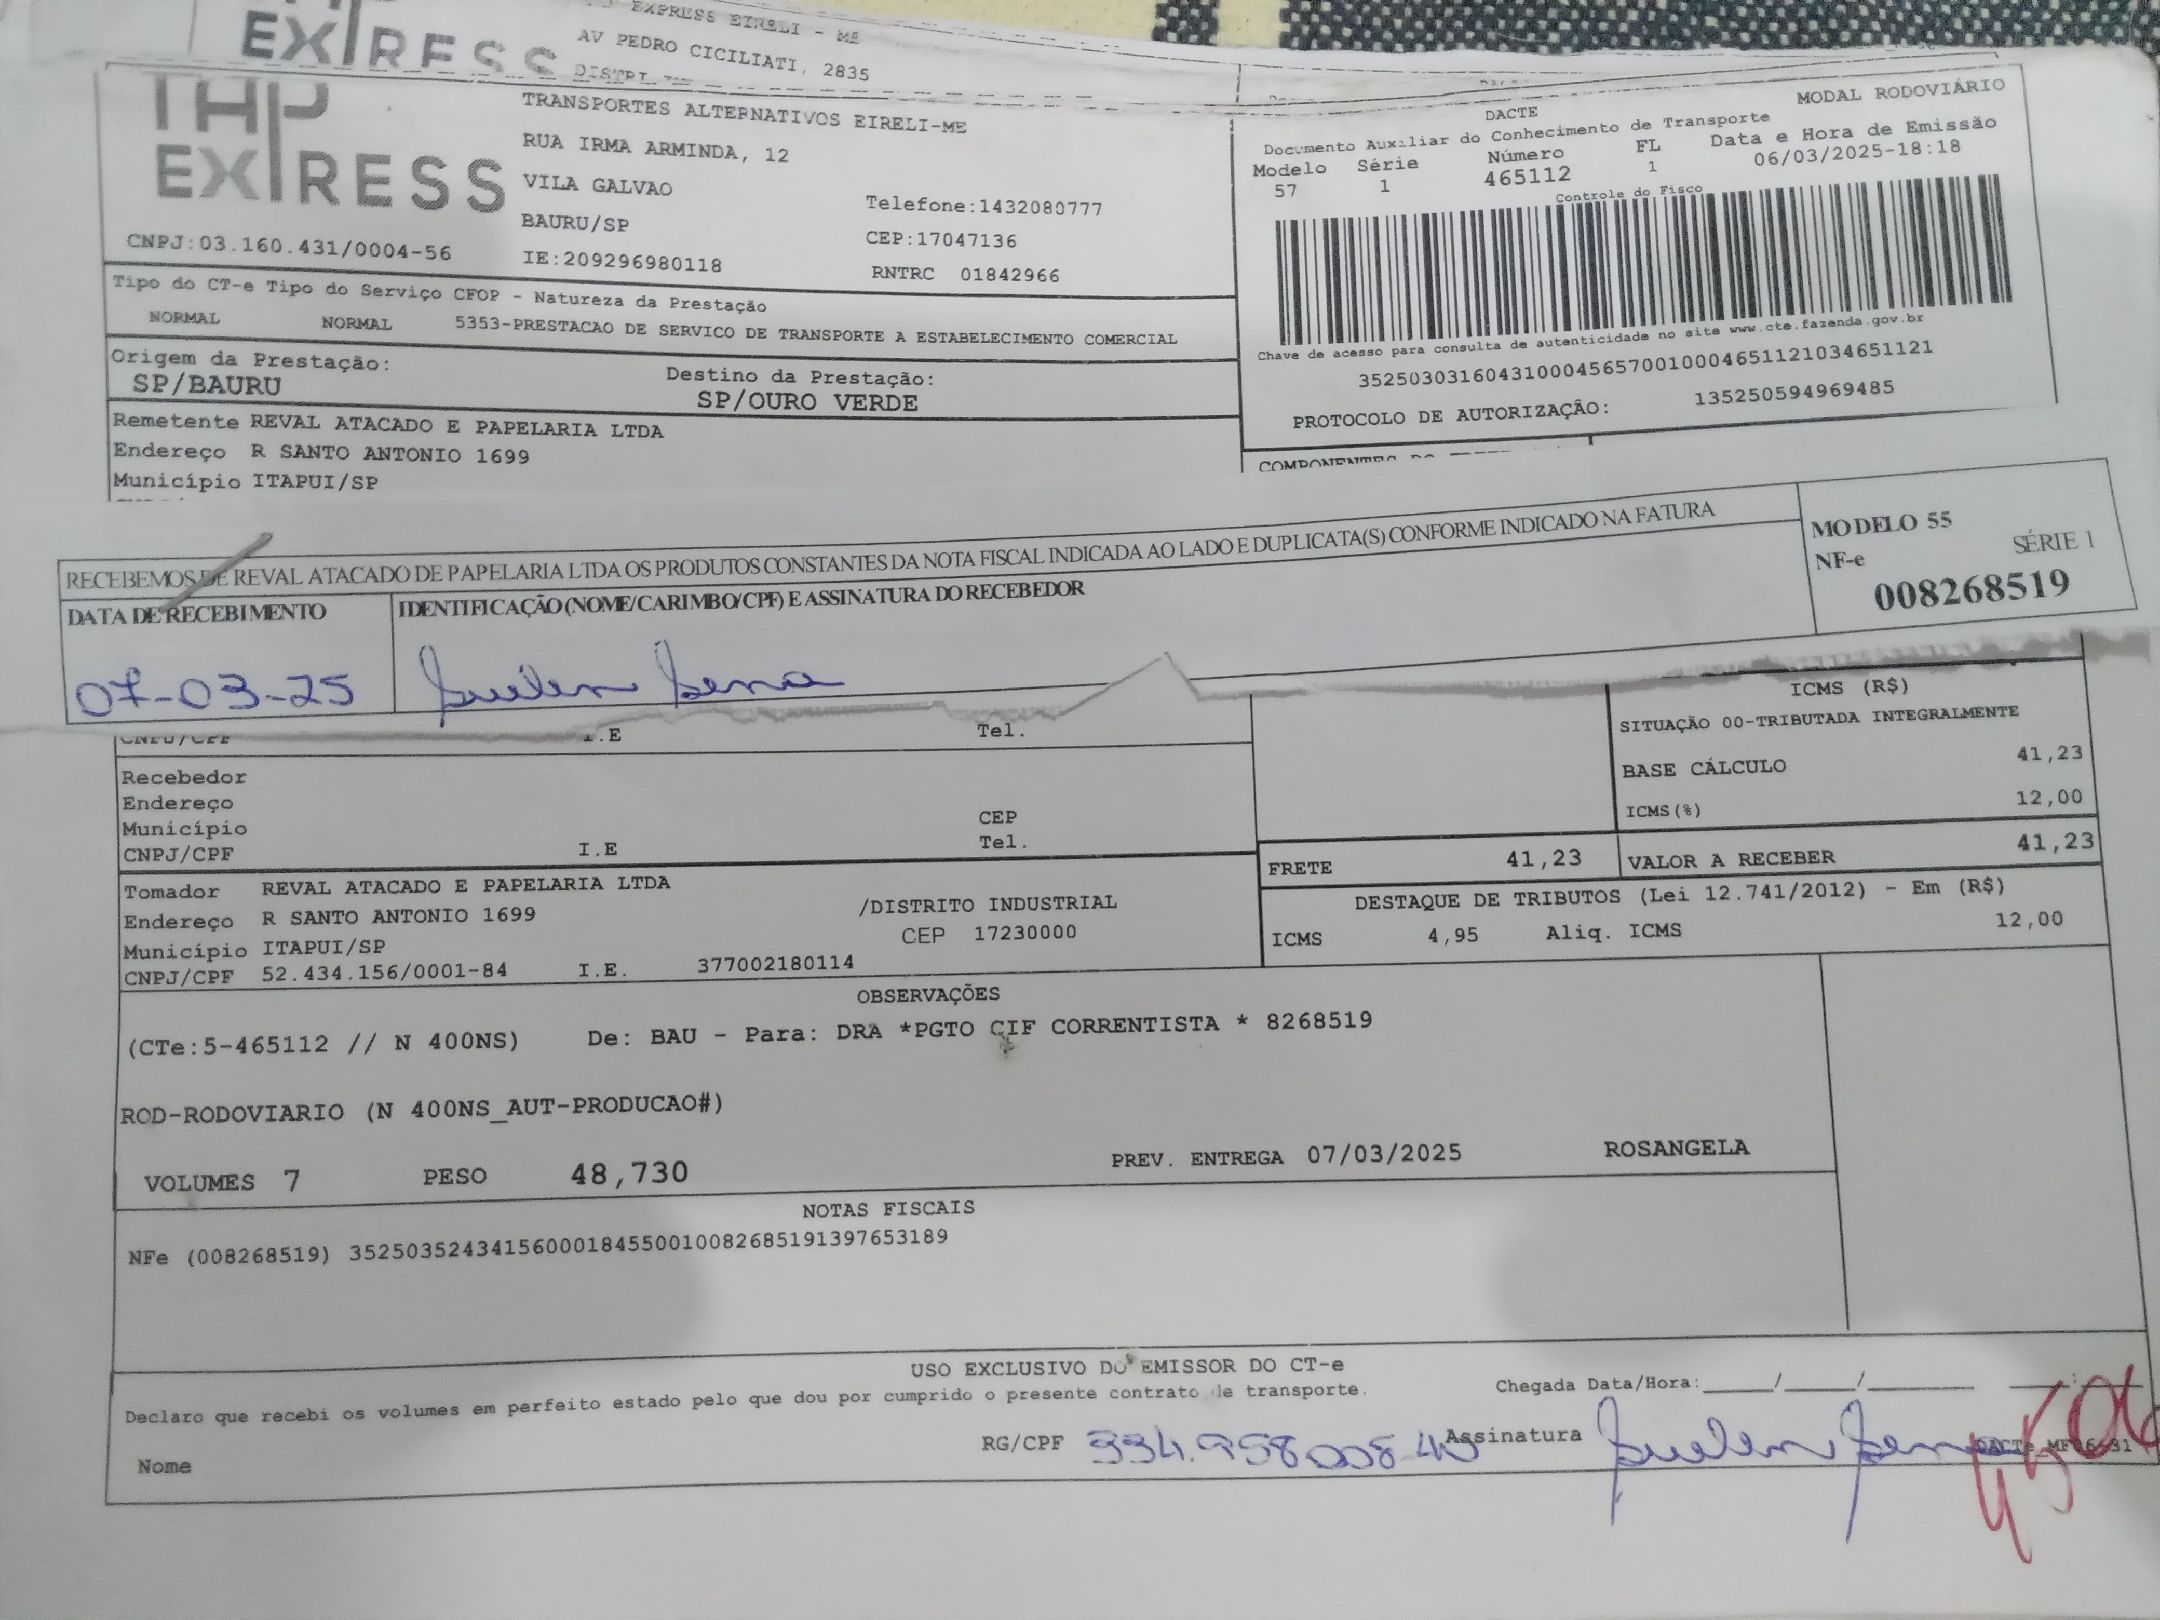 EXPRESS EIRELI - ME
EXPRESS
AV PEDRO CICILIATI, 2835
THP
EXPRESS
CNPJ:03.160.431/0004-56
TRANSPORTES ALTERNATIVOS EIRELI-ME
RUA IRMA ARMINDA, 12
VILA GALVAO
BAURU/SP
IE:209296980118
Telefone:1432080777
CEP:17047136
RNTRC 01842966
MODAL RODOVIÁRIO
DACTE
Documento Auxiliar do Conhecimento de Transporte
Modelo Série Número FL Data e Hora de Emissão
57 1 465112 1 06/03/2025-18:18
Controle do Fisco
Chave de acesso para consulta de autenticidade no site www.cte.fazenda.gov.br
35250303160431000456570010004651121034651121
PROTOCOLO DE AUTORIZAÇÃO: 135250594969485
Tipo do CT-e Tipo do Serviço CFOP - Natureza da Prestação
NORMAL NORMAL 5353-PRESTACAO DE SERVICO DE TRANSPORTE A ESTABELECIMENTO COMERCIAL
Origem da Prestação: Destino da Prestação:
SP/BAURU SP/OURO VERDE
Remetente REVAL ATACADO E PAPELARIA LTDA
Endereço R SANTO ANTONIO 1699
Município ITAPUI/SP
RECEBEMOS DE REVAL ATACADO DE PAPELARIA LTDA OS PRODUTOS CONSTANTES DA NOTA FISCAL INDICADA AO LADO E DUPLICATA(S) CONFORME INDICADO NA FATURA
MODELO 55
NF-e SÉRIE 1
008268519
DATA DE RECEBIMENTO IDENTIFICAÇÃO (NOME/CARIMBO/CPF) E ASSINATURA DO RECEBEDOR
07-03-25 Suelen Sena
CNPJ/CPF I.E Tel.
Recebedor
Endereço
Município CEP
CNPJ/CPF I.E Tel.
ICMS (R$)
SITUAÇÃO 00-TRIBUTADA INTEGRALMENTE
BASE CÁLCULO 41,23
ICMS(%) 12,00
FRETE 41,23 VALOR A RECEBER 41,23
DESTAQUE DE TRIBUTOS (Lei 12.741/2012) - Em (R$)
ICMS 4,95 Aliq. ICMS 12,00
Tomador REVAL ATACADO E PAPELARIA LTDA
Endereço R SANTO ANTONIO 1699 /DISTRITO INDUSTRIAL
Município ITAPUI/SP CEP 17230000
CNPJ/CPF 52.434.156/0001-84 I.E. 377002180114
OBSERVAÇÕES
(CTe:5-465112 // N 400NS) De: BAU - Para: DRA *PGTO CIF CORRENTISTA * 8268519
ROD-RODOVIARIO (N 400NS_AUT-PRODUCAO#)
VOLUMES 7 PESO 48,730 PREV. ENTREGA 07/03/2025 ROSANGELA
NOTAS FISCAIS
NFe (008268519) 35250352434156000184550010082685191397653189
USO EXCLUSIVO DO EMISSOR DO CT-e
Declaro que recebi os volumes em perfeito estado pelo que dou por cumprido o presente contrato de transporte.
Chegada Data/Hora:____/____/______ ____:____
Nome RG/CPF 334.958008-40 Assinatura Suelen Sena